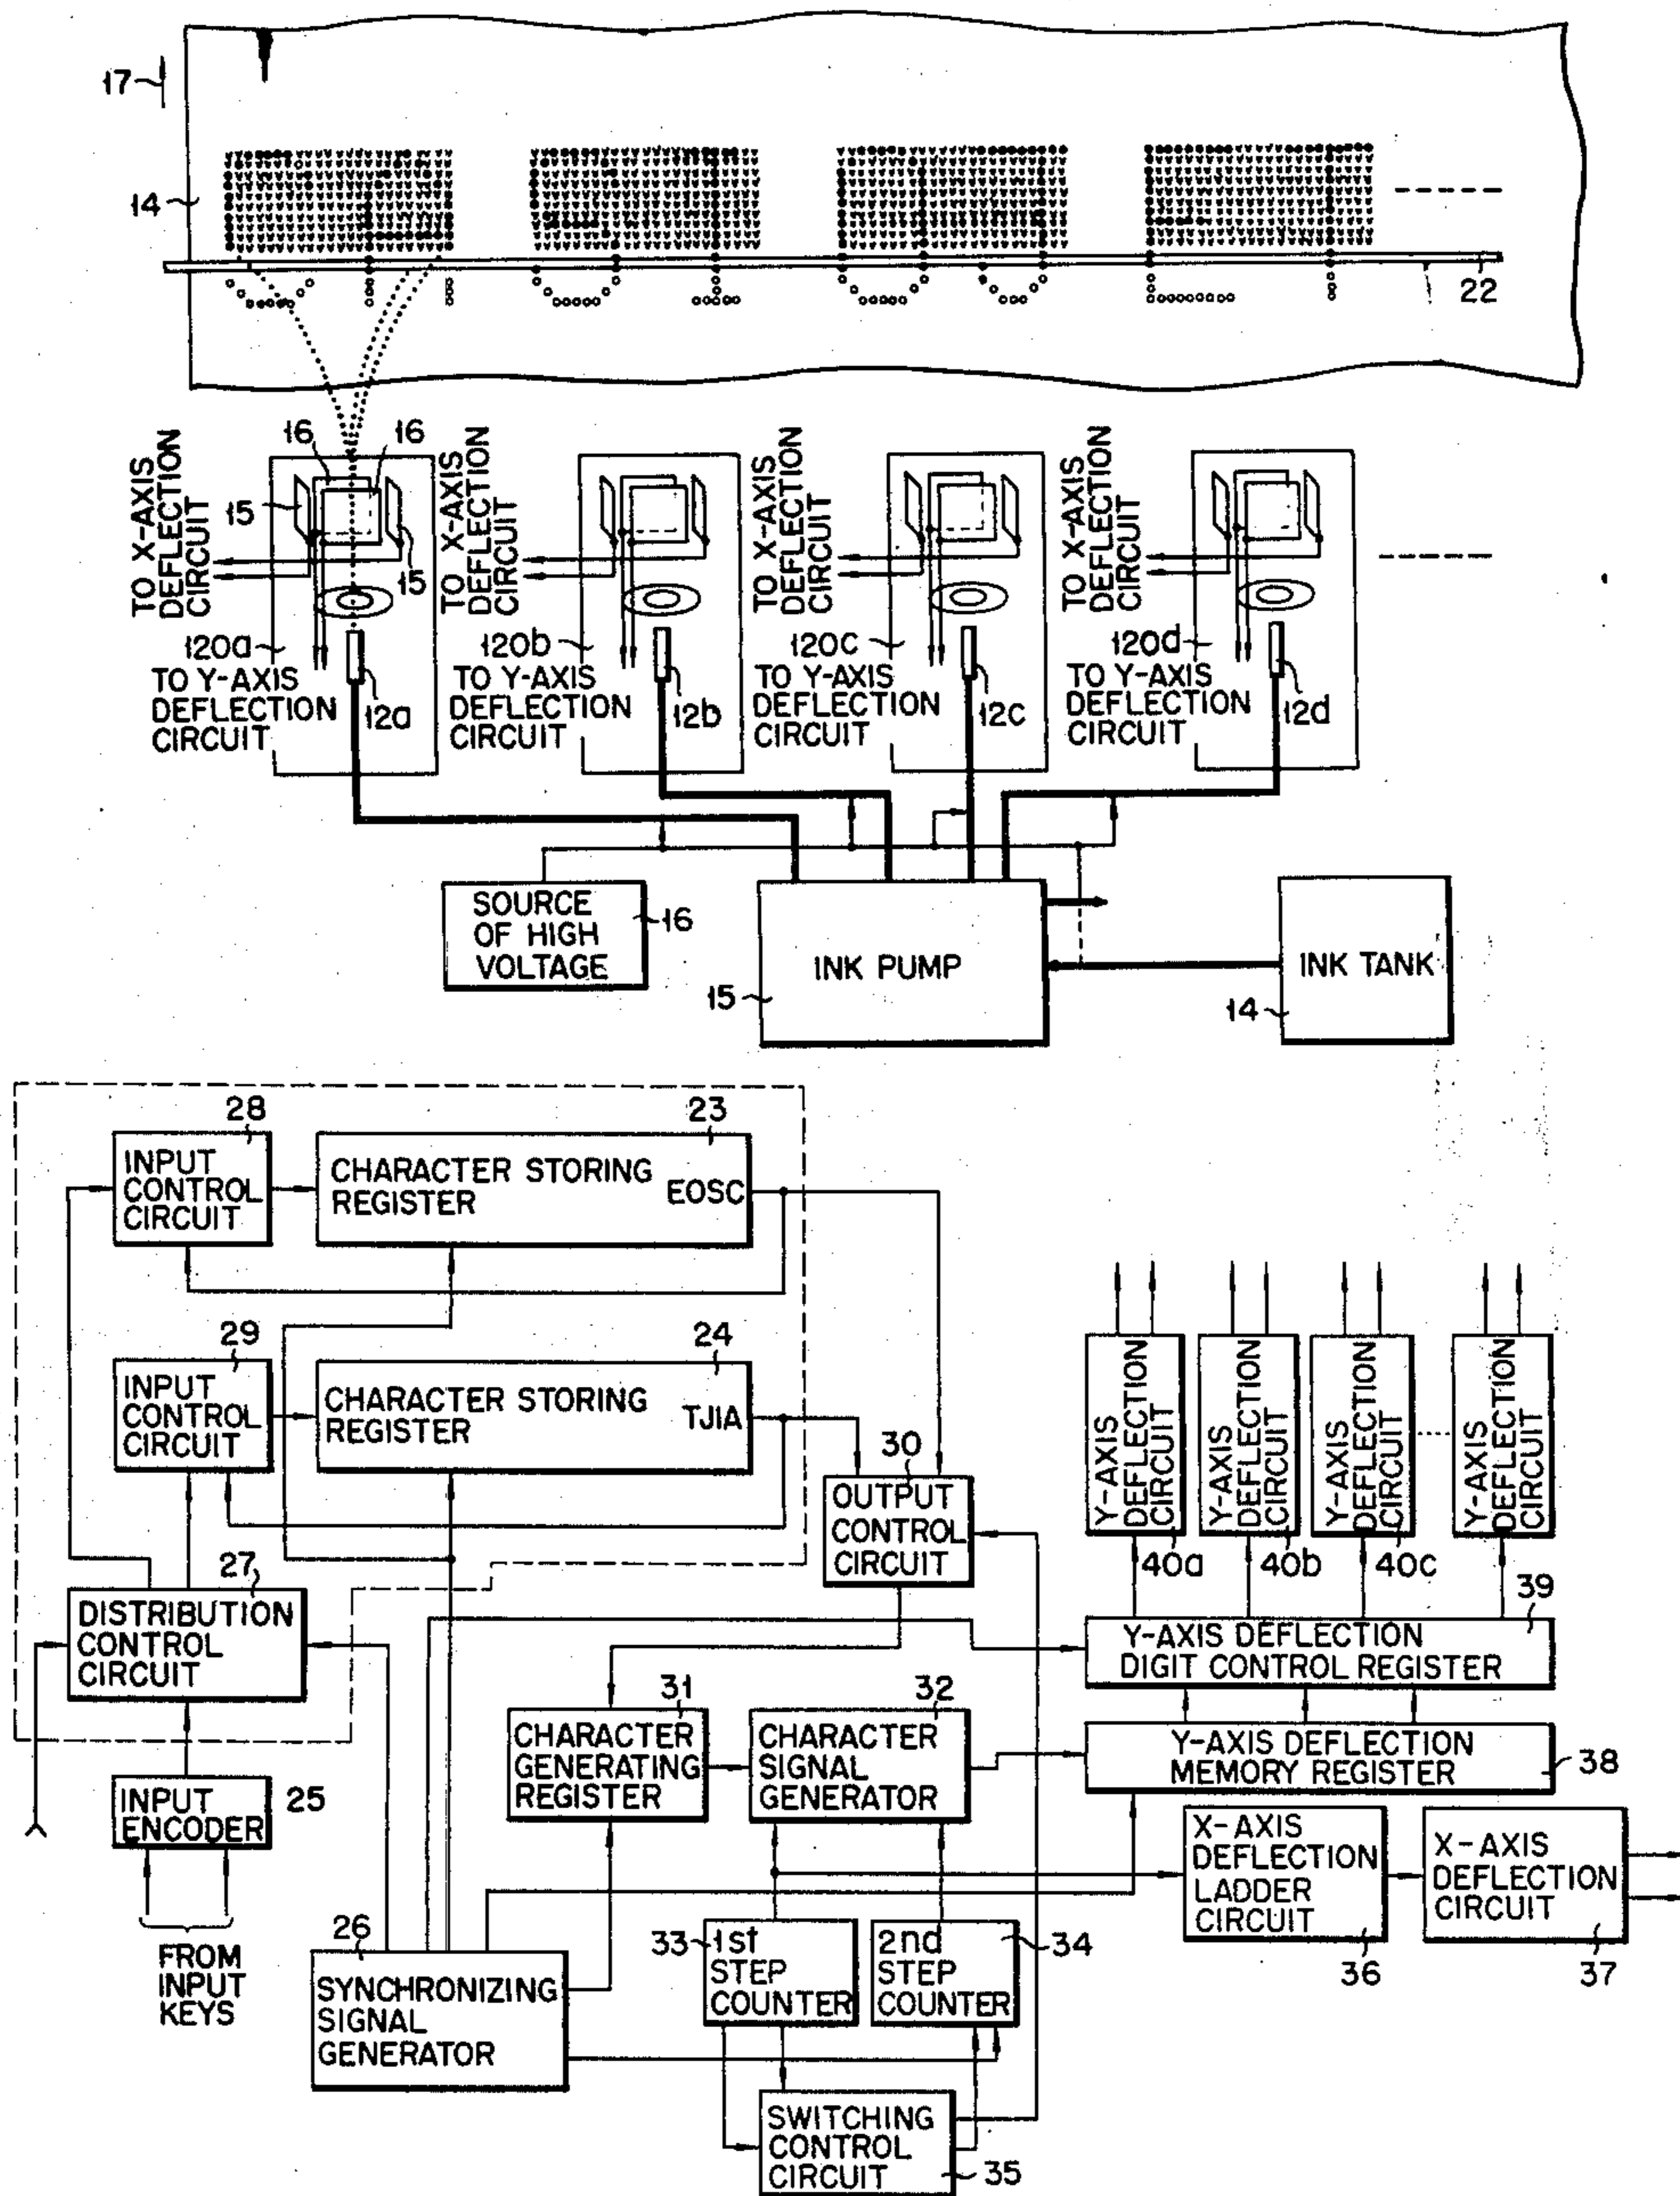 17
14
22
TO X-AXIS
DEFLECTION
CIRCUIT
16
16
15
15
120a
TO Y-AXIS
DEFLECTION
CIRCUIT
12a
TO X-AXIS
DEFLECTION
CIRCUIT
120b
TO Y-AXIS
DEFLECTION
CIRCUIT
12b
TO X-AXIS
DEFLECTION
CIRCUIT
120c
TO Y-AXIS
DEFLECTION
CIRCUIT
12c
TO X-AXIS
DEFLECTION
CIRCUIT
120d
TO Y-AXIS
DEFLECTION
CIRCUIT
12d
SOURCE
OF HIGH
VOLTAGE
16
INK PUMP
15
INK TANK
14
28
INPUT
CONTROL
CIRCUIT
23
CHARACTER STORING
REGISTER
EOSC
29
INPUT
CONTROL
CIRCUIT
24
CHARACTER STORING
REGISTER
TJIA
30
OUTPUT
CONTROL
CIRCUIT
Y-AXIS
DEFLECTION
CIRCUIT
40a
Y-AXIS
DEFLECTION
CIRCUIT
40b
Y-AXIS
DEFLECTION
CIRCUIT
40c
Y-AXIS
DEFLECTION
CIRCUIT
27
DISTRIBUTION
CONTROL
CIRCUIT
39
Y-AXIS DEFLECTION
DIGIT CONTROL REGISTER
31
CHARACTER
GENERATING
REGISTER
32
CHARACTER
SIGNAL
GENERATOR
Y-AXIS DEFLECTION
MEMORY REGISTER
38
INPUT
ENCODER
25
FROM
INPUT
KEYS
X-AXIS
DEFLECTION
LADDER
CIRCUIT
36
X-AXIS
DEFLECTION
CIRCUIT
37
26
SYNCHRONIZING
SIGNAL
GENERATOR
33
1st
STEP
COUNTER
2nd
STEP
COUNTER
34
SWITCHING
CONTROL
CIRCUIT
35